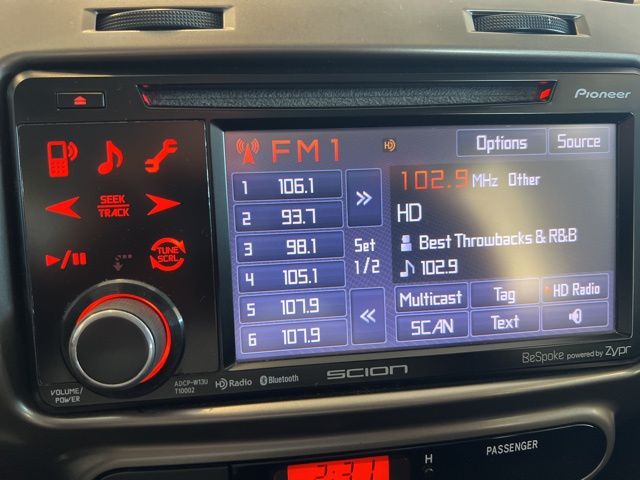 Pioneer
FM1
HD
Options
Source
SEEK
TRACK
TUNE
SCRL
1 106.1
2 93.7
3 98.1
4 105.1
5 107.9
6 107.9
Set
1/2
102.9 MHz Other
HD
Best Throwbacks & R&B
102.9
Multicast
Tag
HD Radio
SCAN
Text
VOLUME/
POWER
ADCP-W13U
T10002
HD Radio
Bluetooth
SCION
BeSpoke powered by Zypr
H
PASSENGER